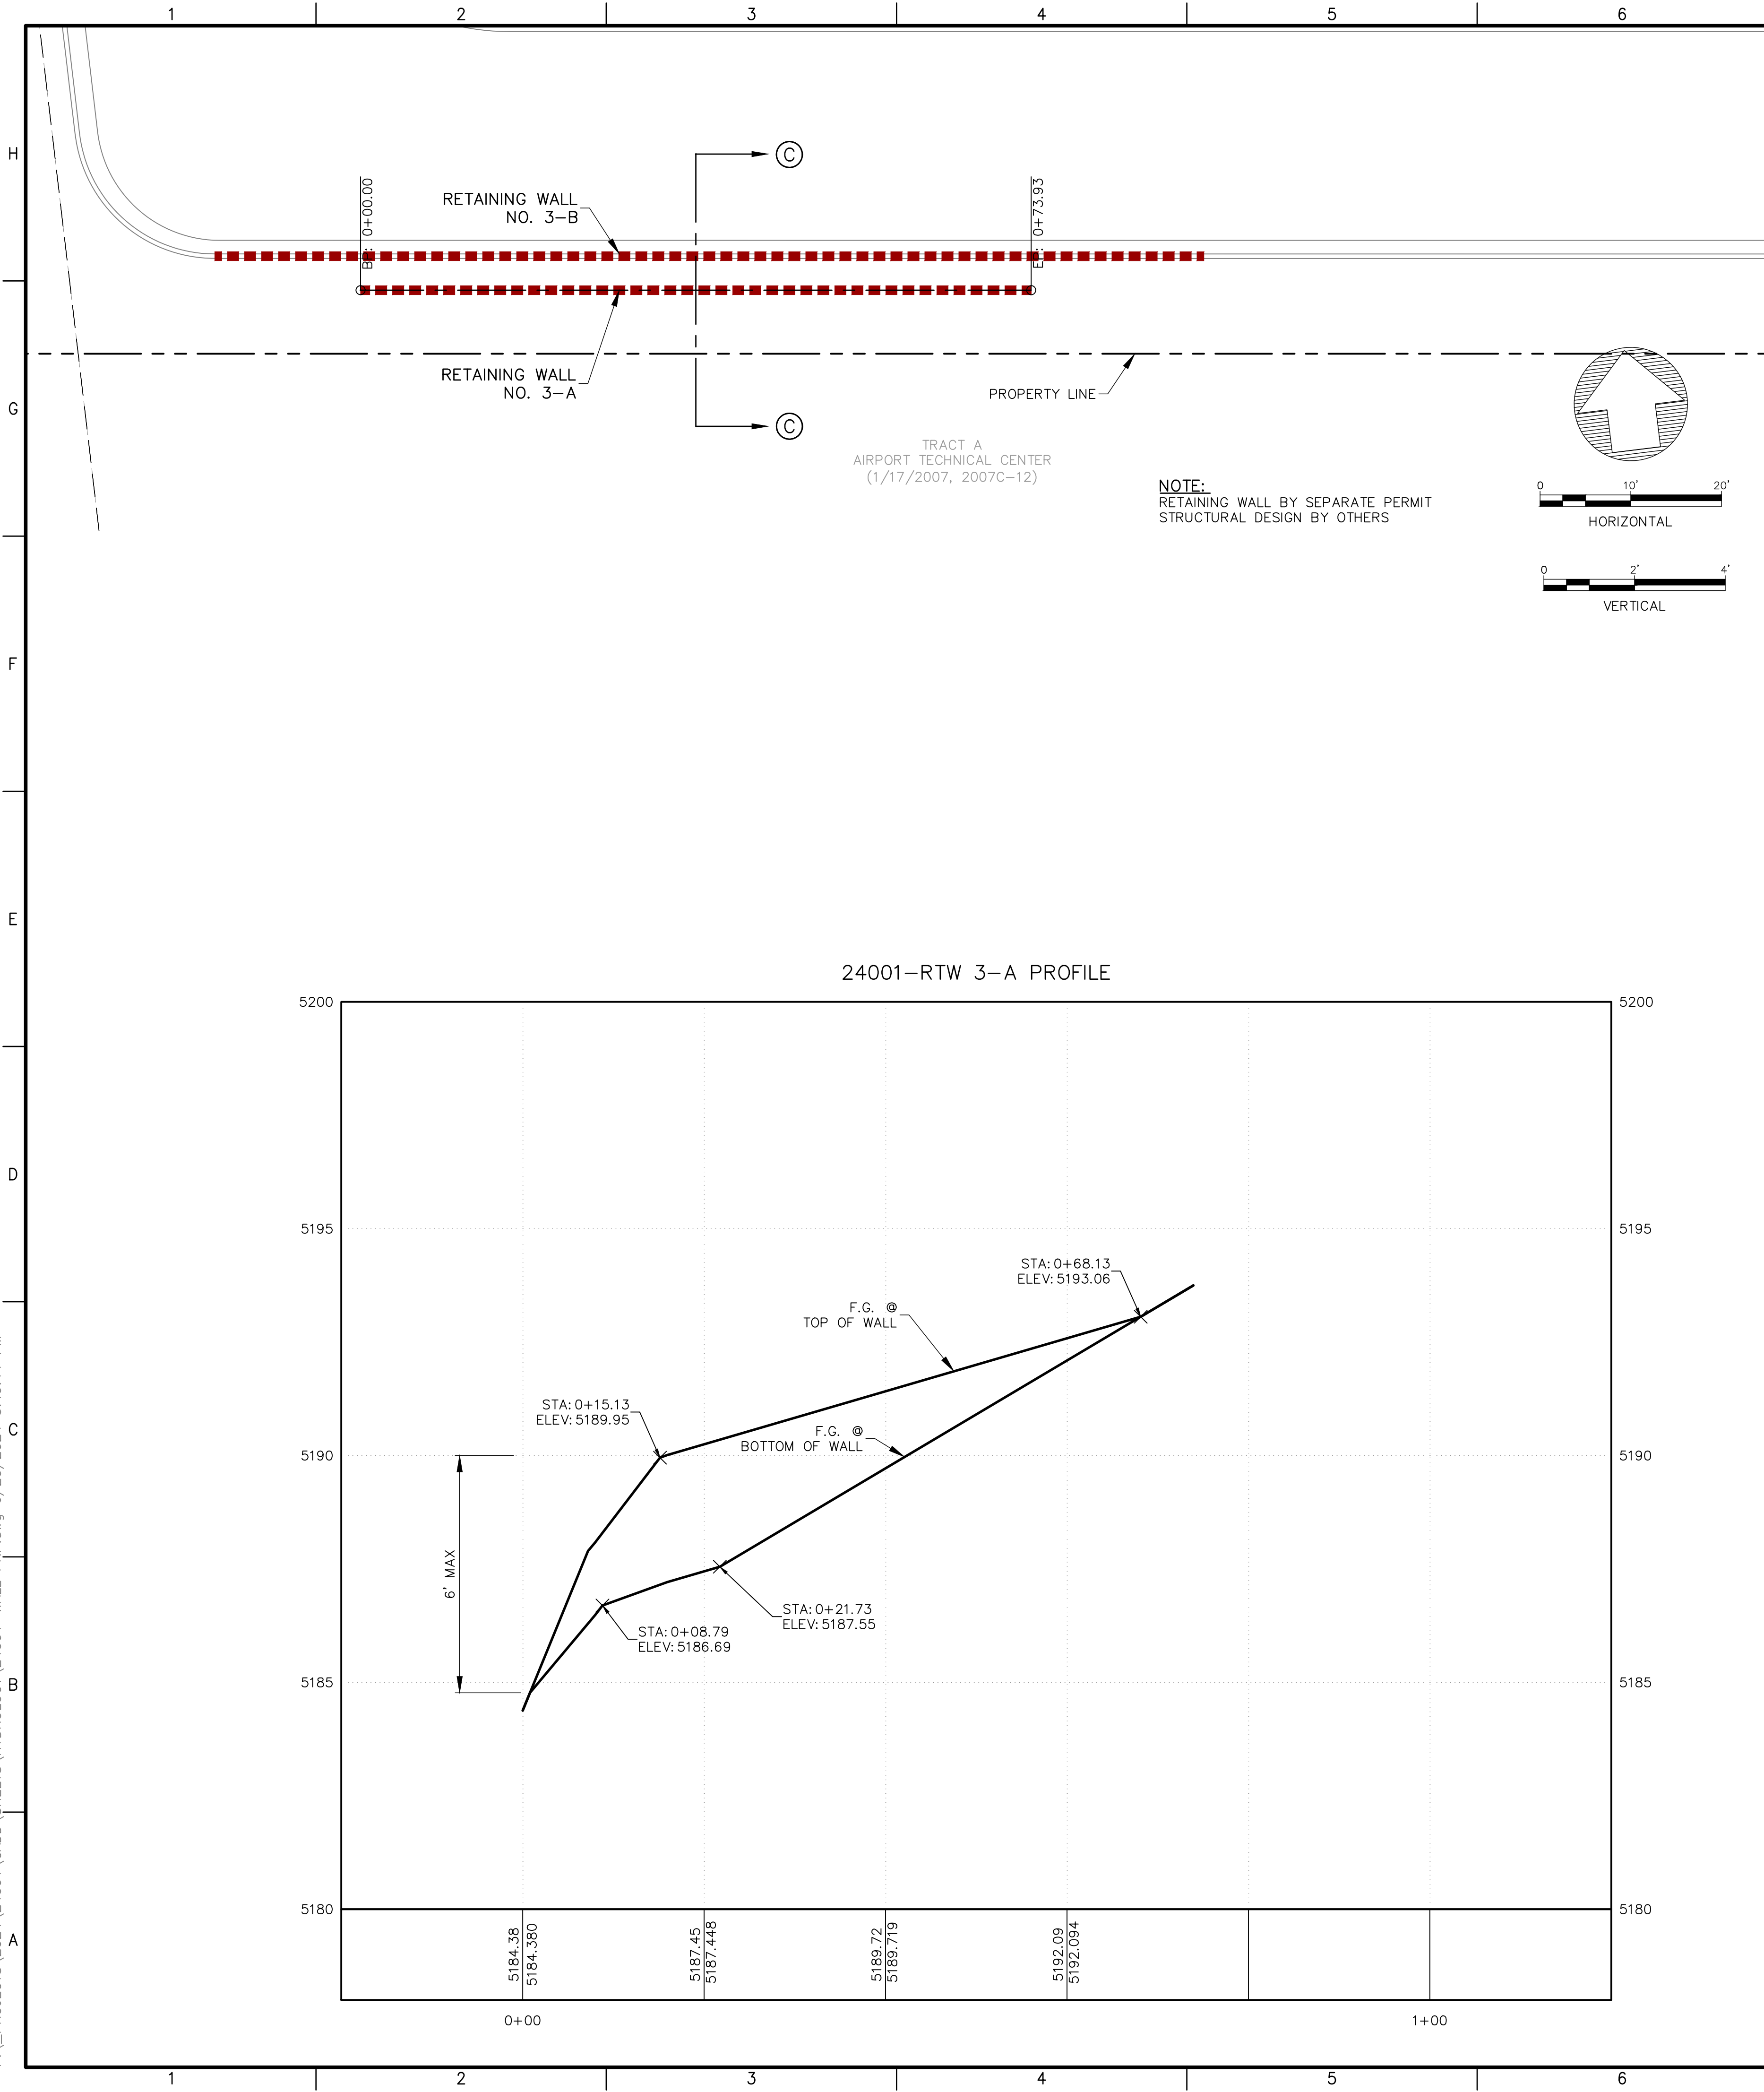 1 2 3 4 5 6
H
G
F
E
D
C
B
A
BP: 0+00.00
RETAINING WALL
NO. 3-B
C
0+73.93
RETAINING WALL
NO. 3-A
C
PROPERTY LINE
TRACT A
AIRPORT TECHNICAL CENTER
(1/17/2007, 2007C-12)
NOTE:
RETAINING WALL BY SEPARATE PERMIT
STRUCTURAL DESIGN BY OTHERS
0 10' 20'
HORIZONTAL
0 2' 4'
VERTICAL
24001-RTW 3-A PROFILE
5200 5200
5195 5195
STA: 0+68.13
ELEV: 5193.06
F.G. @
TOP OF WALL
STA: 0+15.13
ELEV: 5189.95
F.G. @
BOTTOM OF WALL
5190 5190
6' MAX
STA: 0+21.73
ELEV: 5187.55
STA: 0+08.79
ELEV: 5186.69
5185 5185
5180 5180
5184.38
5184.380
5187.45
5187.448
5189.72
5189.719
5192.09
5192.094
0+00 1+00
1 2 3 4 5 6